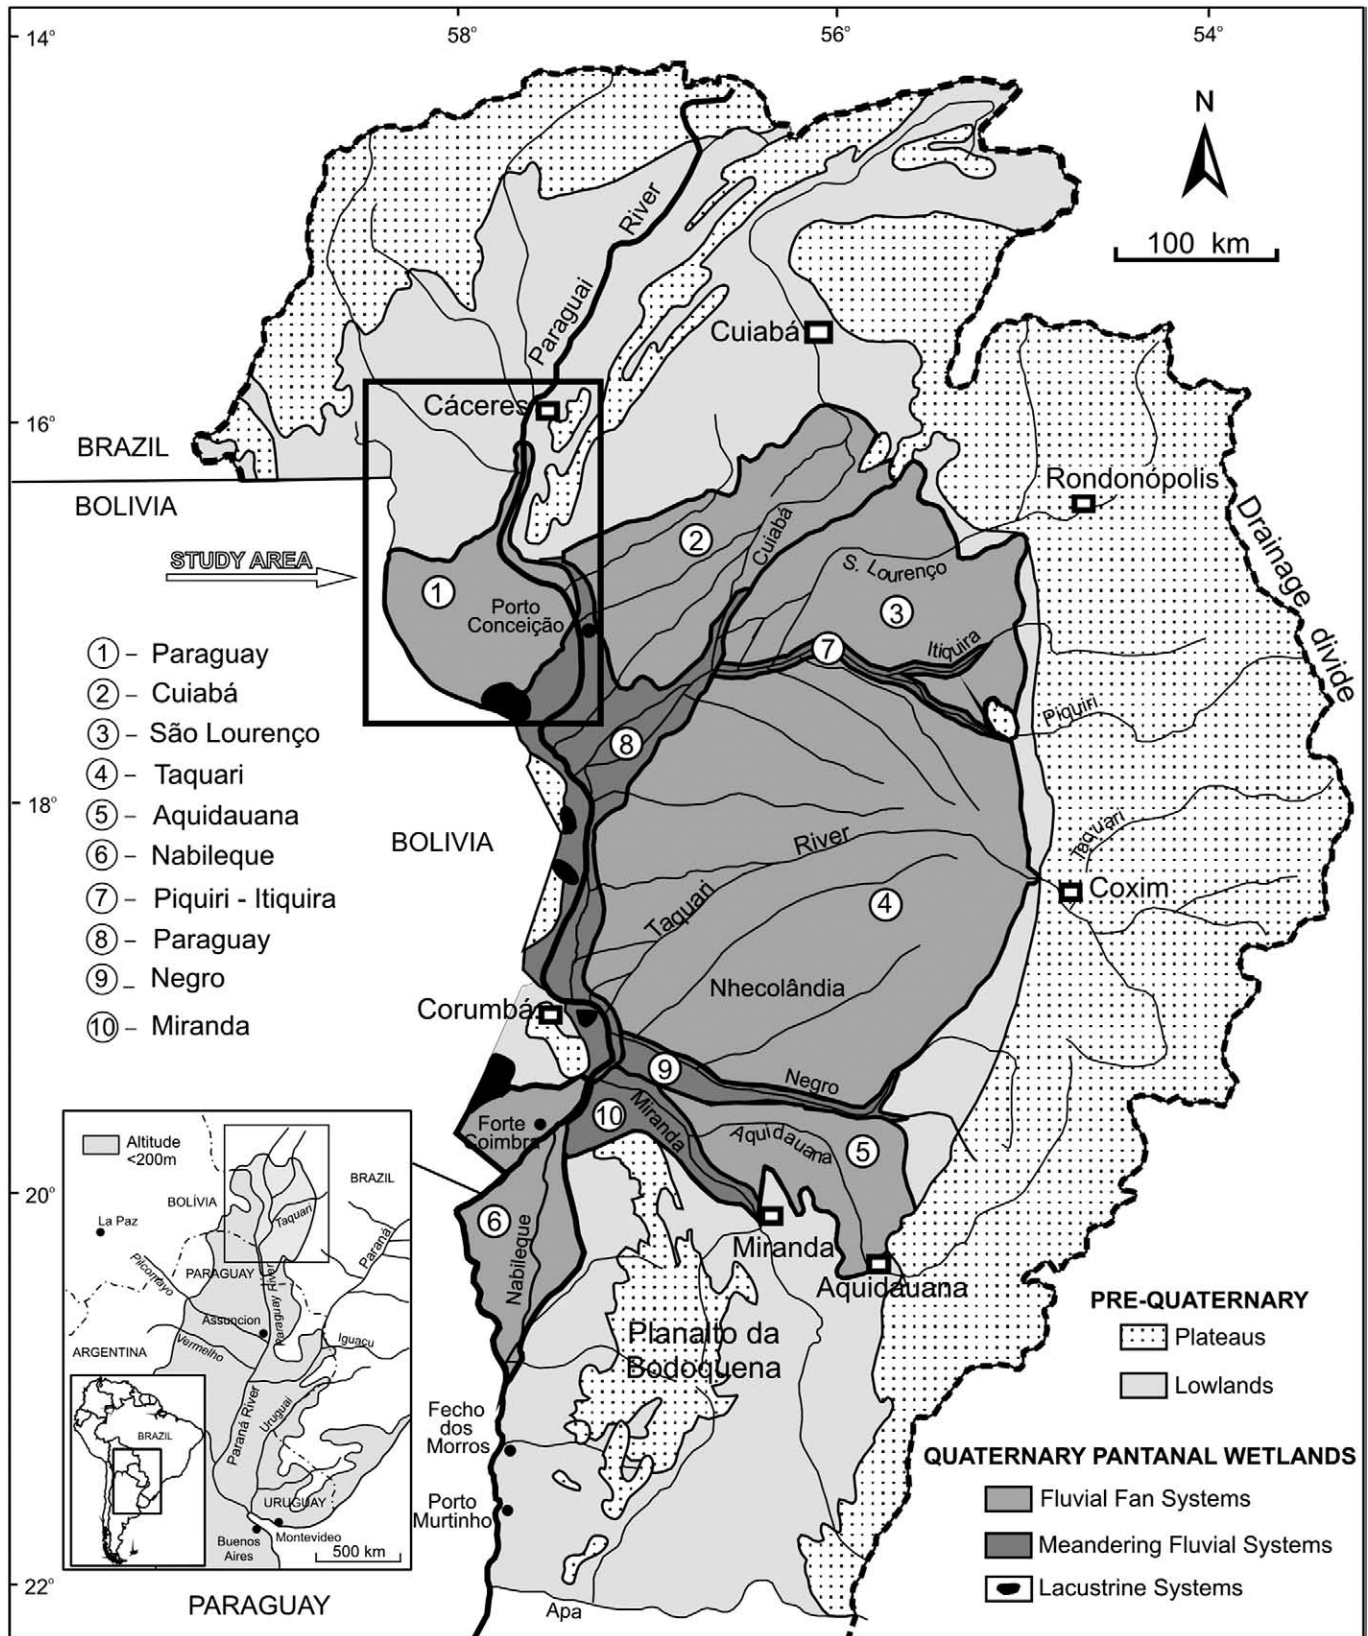 58°
56°
54°
14°
N
100 km
River
Paraguai
Cuiabá
Cáceres
16°
BRAZIL
BOLIVIA
Rondonópolis
Drainage divide
STUDY AREA
2
Cuiabá
S. Lourenço
1
Porto
Conceição
3
7
Itiquira
Piquiri
8
1 - Paraguay
2 - Cuiabá
3 - São Lourenço
4 - Taquari
5 - Aquidauana
6 - Nabileque
7 - Piquiri - Itiquira
8 - Paraguay
9 - Negro
10 - Miranda
18°
BOLIVIA
River
Taquari
Taquari
4
Coxim
Nhecolândia
Corumbá
9
Negro
10
Miranda
Aquidauana
5
Forte
Coimbra
20°
6
Nabileque
Miranda
Aquidauana
Planalto da
Bodoquena
Fecho
dos
Morros
Porto
Murtinho
22°
Apa
PARAGUAY
Altitude
<200m
BRAZIL
BOLÍVIA
La Paz
Taquari
Paraná
Pilcomayo
PARAGUAY
Paraguay River
Assuncion
Vermelho
Iguaçu
ARGENTINA
Paraná River
Uruguai
BRAZIL
URUGUAY
Buenos
Aires
Montevideo
500 km
PRE-QUATERNARY
Plateaus
Lowlands
QUATERNARY PANTANAL WETLANDS
Fluvial Fan Systems
Meandering Fluvial Systems
Lacustrine Systems